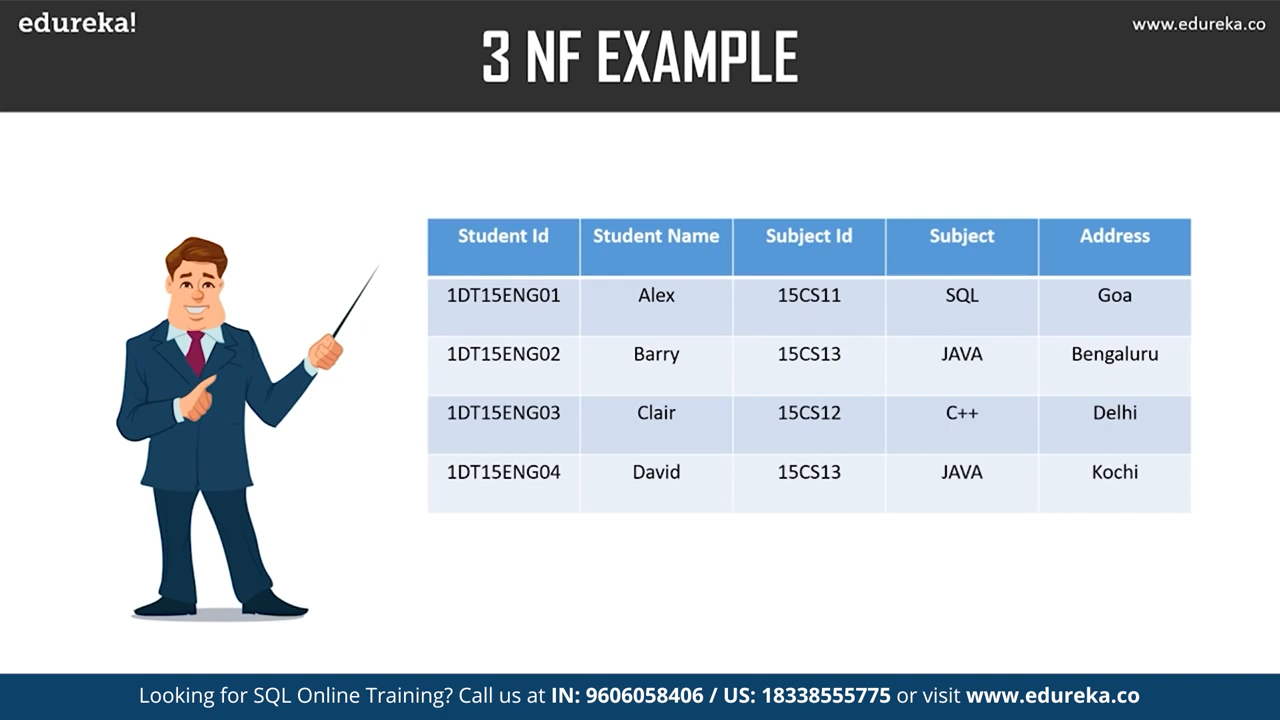 edureka!
www.edureka.co
3 NF EXAMPLE
Student Id Student Name Subject Id Subject Address
1DT15ENG01 Alex 15CS11 SQL Goa
1DT15ENG02 Barry 15CS13 JAVA Bengaluru
1DT15ENG03 Clair 15CS12 C++ Delhi
1DT15ENG04 David 15CS13 JAVA Kochi
Looking for SQL Online Training? Call us at IN: 9606058406 / US: 18338555775 or visit www.edureka.co